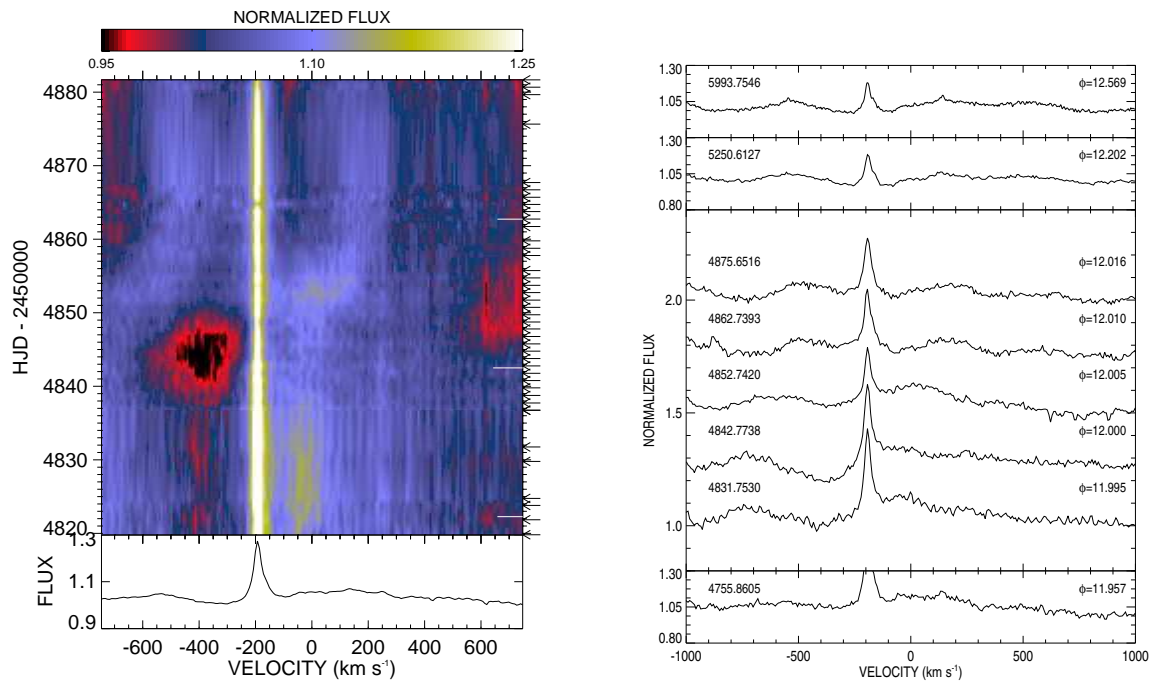 NORMALIZED FLUX
0.95 1.10 1.25
4880
4870
4860
4850
4840
4830
4820
HJD - 2450000
1.3
1.1
0.9
FLUX
-600 -400 -200 0 200 400 600
VELOCITY (km s-1)
1.30
1.05
5993.7546 ϕ=12.569
1.30
1.05
0.80
5250.6127 ϕ=12.202
4875.6516 ϕ=12.016
2.0
4862.7393 ϕ=12.010
4852.7420 ϕ=12.005
1.5
4842.7738 ϕ=12.000
4831.7530 ϕ=11.995
1.0
NORMALIZED FLUX
1.30
1.05
0.80
4755.8605 ϕ=11.957
-1000 -500 0 500 1000
VELOCITY (km s-1)